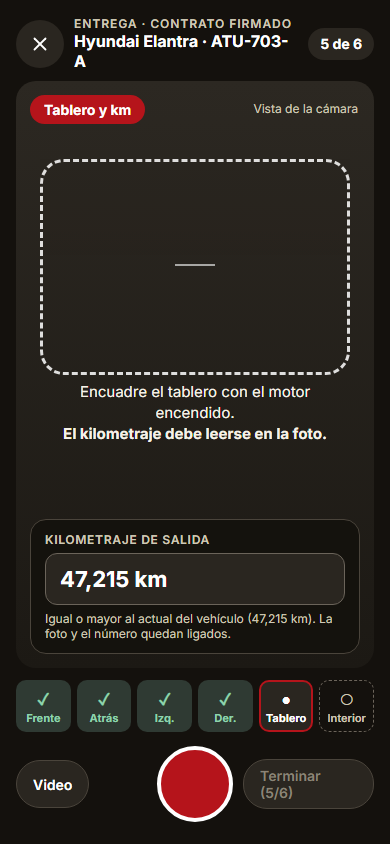 ENTREGA · CONTRATO FIRMADO
Hyundai Elantra · ATU-703-
A
5 de 6
Tablero y km
Vista de la cámara
Encuadre el tablero con el motor
encendido.
El kilometraje debe leerse en la foto.
KILOMETRAJE DE SALIDA
47,215 km
Igual o mayor al actual del vehículo (47,215 km). La
foto y el número quedan ligados.
Frente
Atrás
Izq.
Der.
Tablero
Interior
Video
Terminar
(5/6)